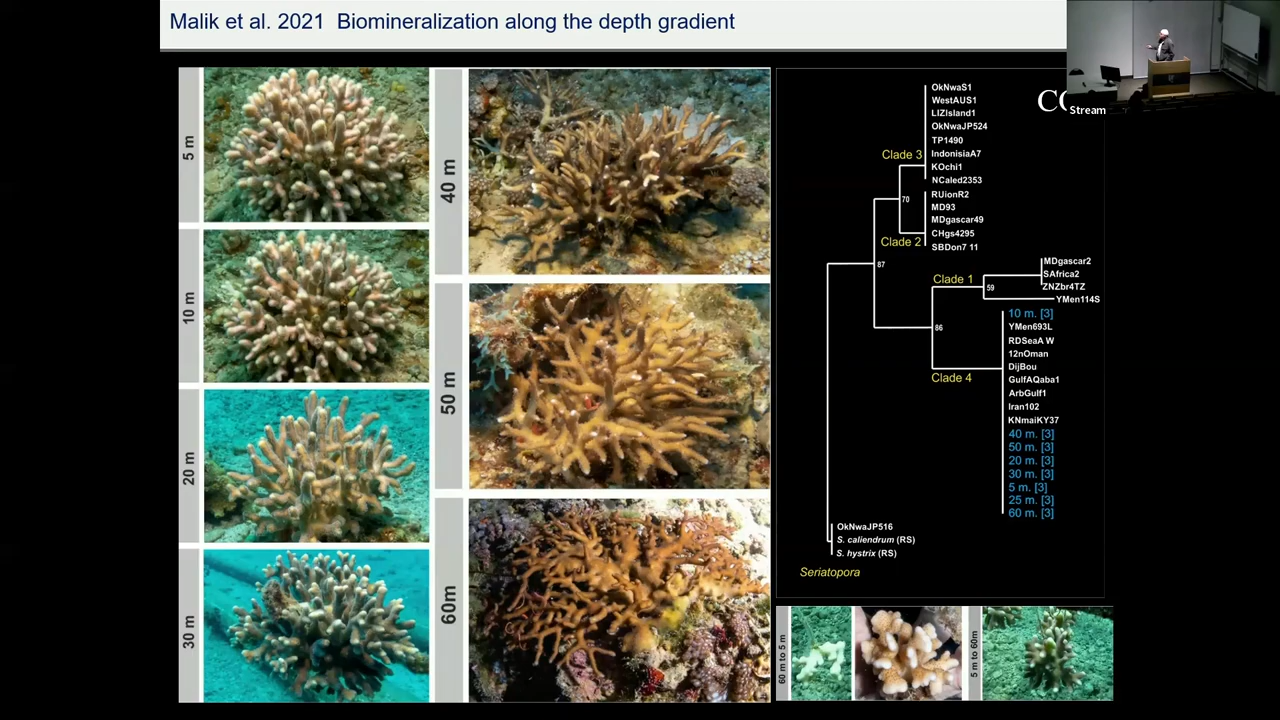 Malik et al. 2021 Biomineralization along the depth gradient
Stream
5 m
10 m
20 m
30 m
40 m
50 m
60m
OkNwaS1
WestAUS1
LIZIsland1
OkNwaJP524
TP1490
Clade 3
IndonisiaA7
KOchi1
NCaled2353
70
RUionR2
MD93
MDgascar49
CHgs4295
Clade 2
SBDon7 11
87
MDgascar2
Clade 1
SAfrica2
59
ZNZbr4TZ
YMen114S
10 m. [3]
86
YMen693L
RDSeaA W
12nOman
DijBou
Clade 4
GulfAQaba1
ArbGulf1
Iran102
KNmaiKY37
40 m. [3]
50 m. [3]
20 m. [3]
30 m. [3]
5 m. [3]
25 m. [3]
60 m. [3]
OkNwaJP516
S. caliendrum (RS)
S. hystrix (RS)
Seriatopora
60 m to 5 m
5 m to 60m